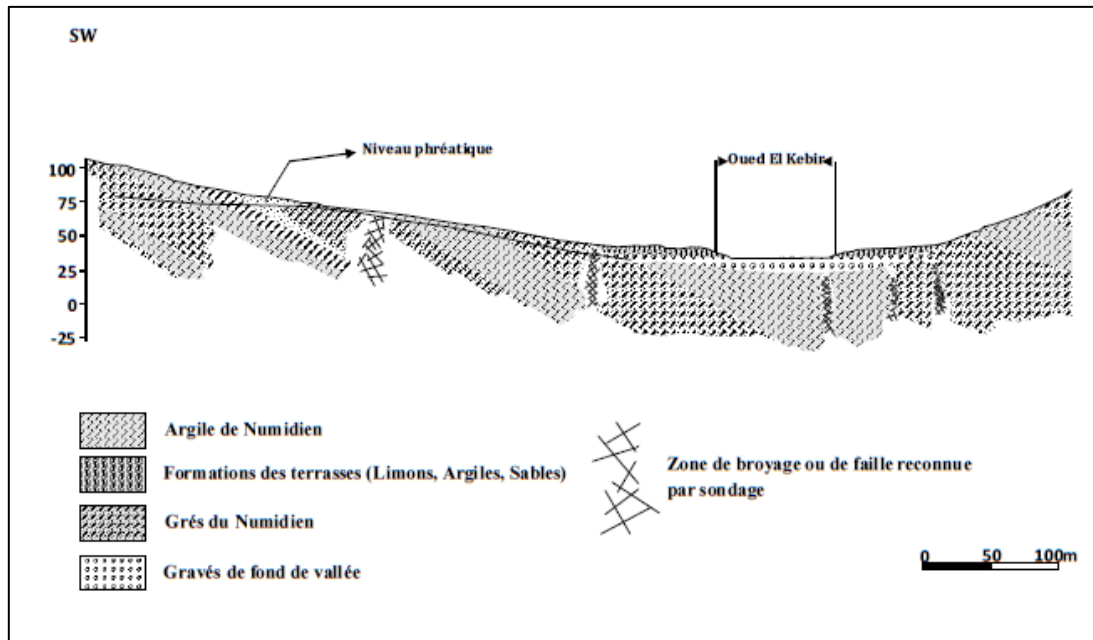 SW
Niveau phréatique
Oued El Kebir
100
75
50
25
0
-25
Argile de Numidien
Formations des terrasses (Limons, Argiles, Sables)
Grés du Numidien
Gravés de fond de vallée
Zone de broyage ou de faille reconnue
par sondage
0 50 100m